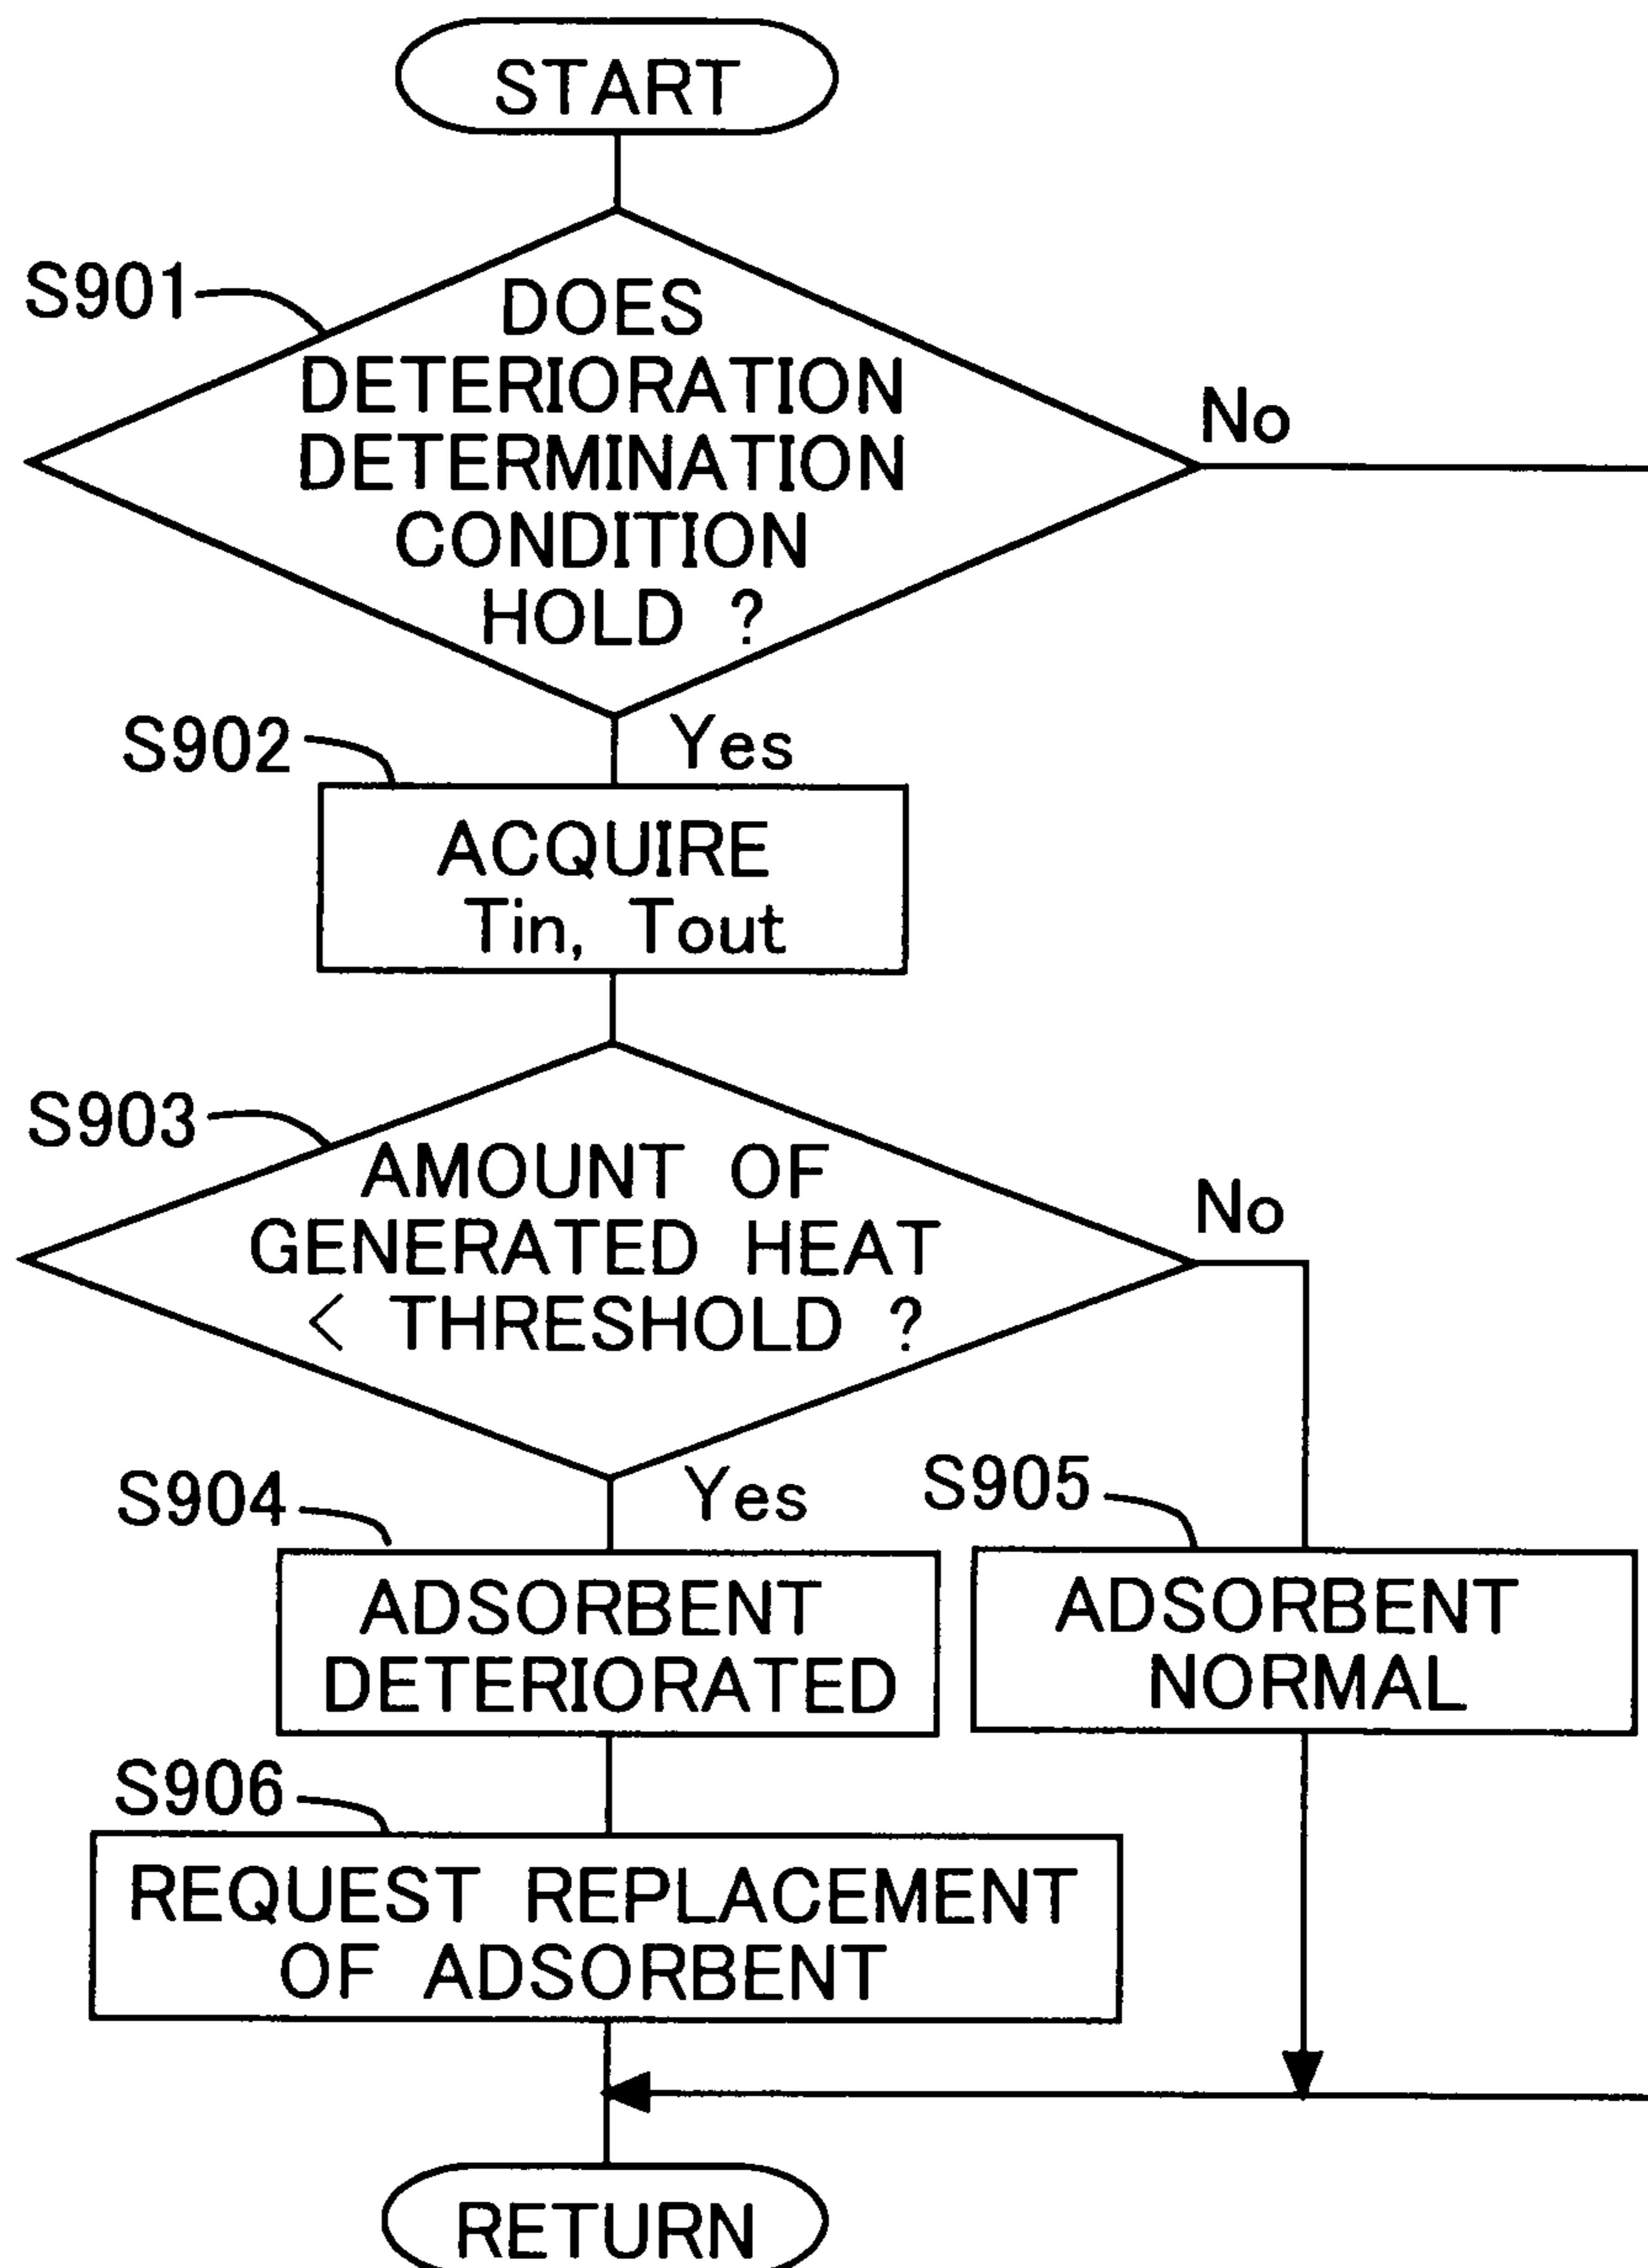 START
S901
DOES
DETERIORATION
DETERMINATION
CONDITION
HOLD ?
No
Yes
S902
ACQUIRE
Tin, Tout
S903
AMOUNT OF
GENERATED HEAT
< THRESHOLD ?
No
Yes
S904
ADSORBENT
DETERIORATED
S905
ADSORBENT
NORMAL
S906
REQUEST REPLACEMENT
OF ADSORBENT
RETURN